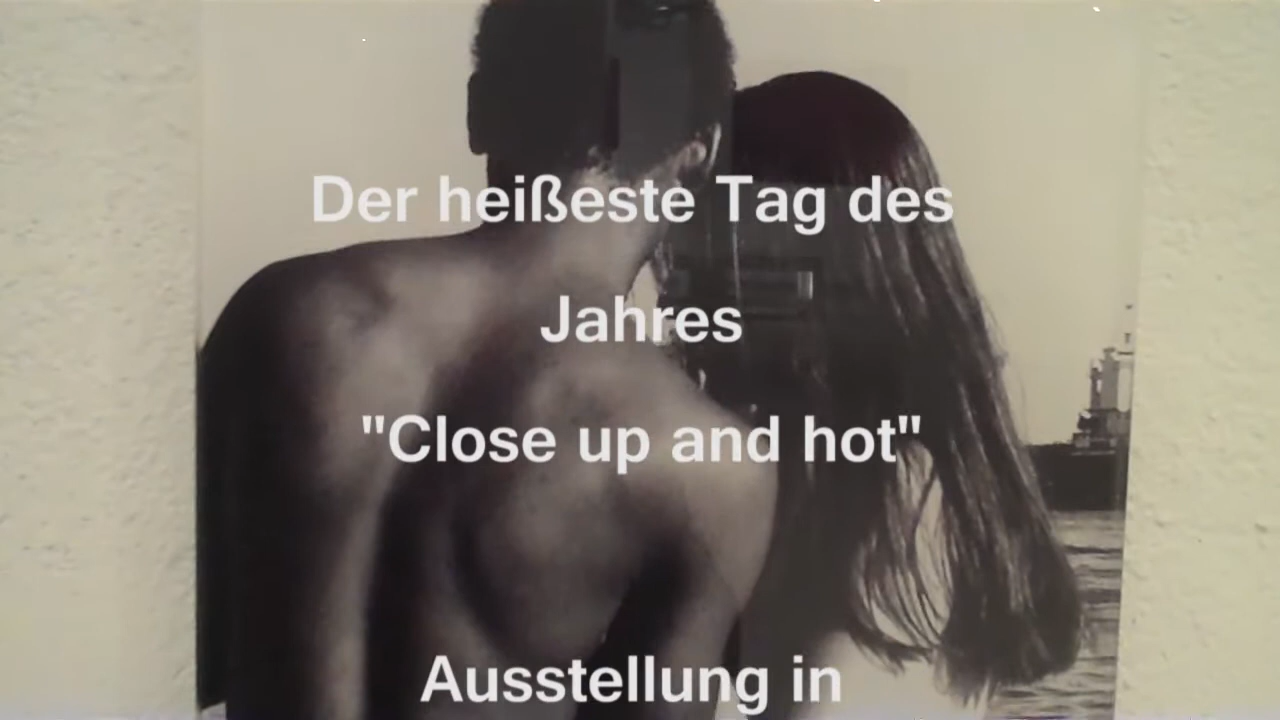 Der heißeste Tag des
Jahres
"Close up and hot"
Ausstellung in